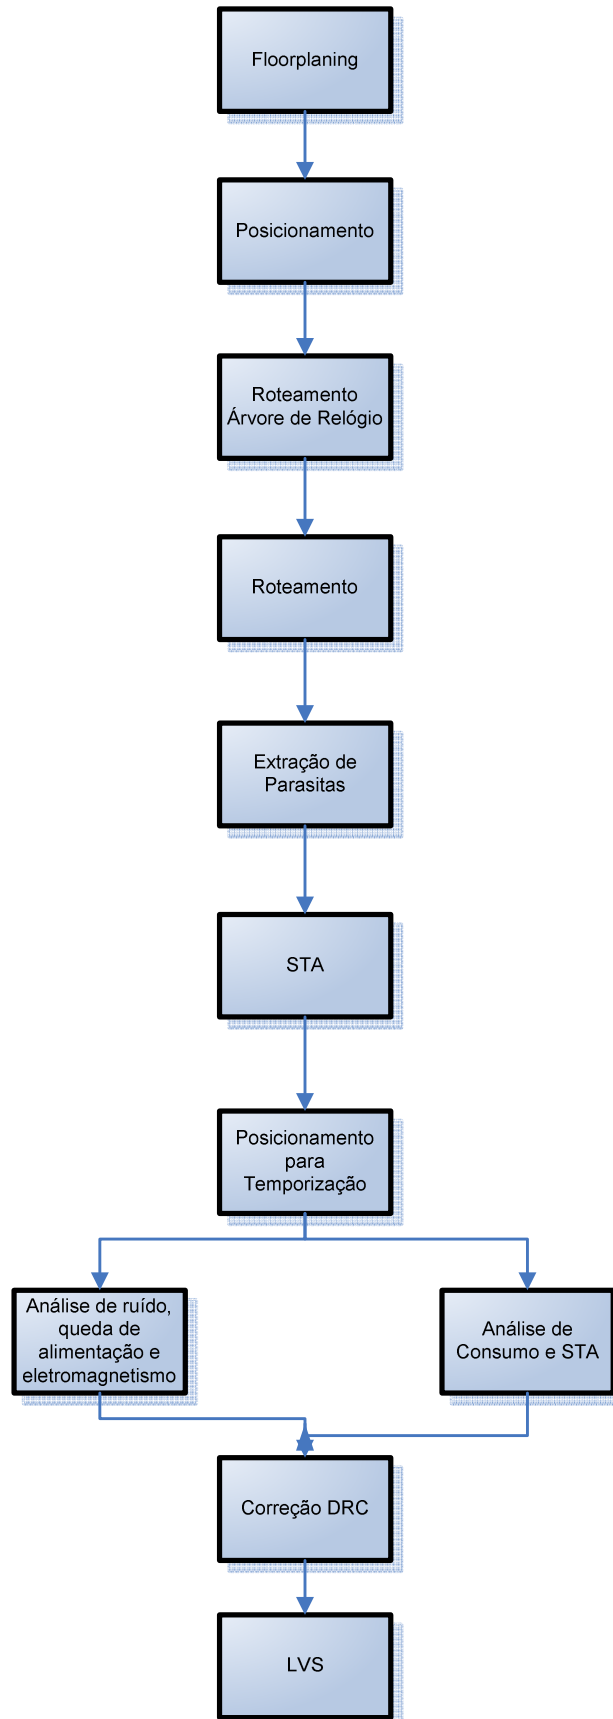 Floorplaning
Posicionamento
Roteamento
Árvore de Relógio
Roteamento
Extração de
Parasitas
STA
Posicionamento
para
Temporização
Análise de ruído,
queda de
alimentação e
eletromagnetismo
Análise de
Consumo e STA
Correção DRC
LVS